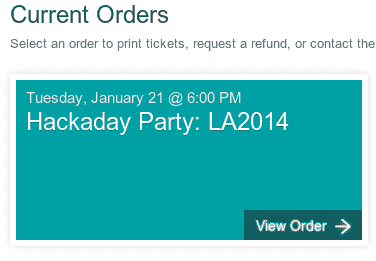 Current Orders
Select an order to print tickets, request a refund, or contact the
Tuesday, January 21 @ 6:00 PM
Hackaday Party: LA2014
View Order